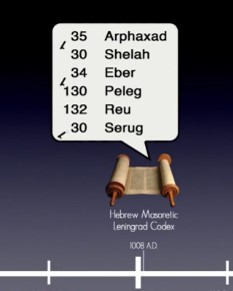 35 Arphaxad
30 Shelah
34 Eber
130 Peleg
132 Reu
30 Serug
Hebrew Masoretic
Leningrad Codex
1008 A.D.